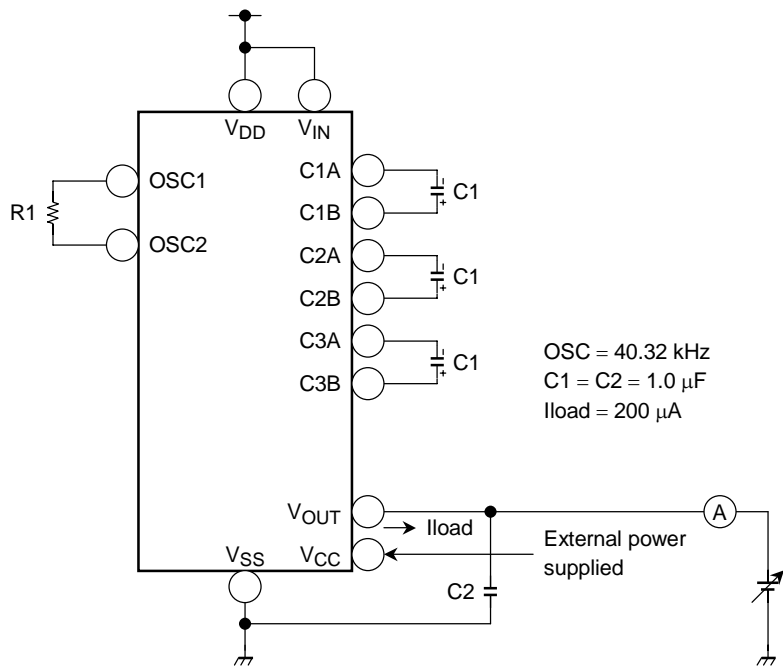 VDD
VIN
OSC1
R1
OSC2
C1A
C1B
C1
C2A
C2B
C1
C3A
C3B
C1
OSC = 40.32 kHz
C1 = C2 = 1.0 μF
Iload = 200 μA
VOUT
Iload
A
VSS
VCC
External power
supplied
C2